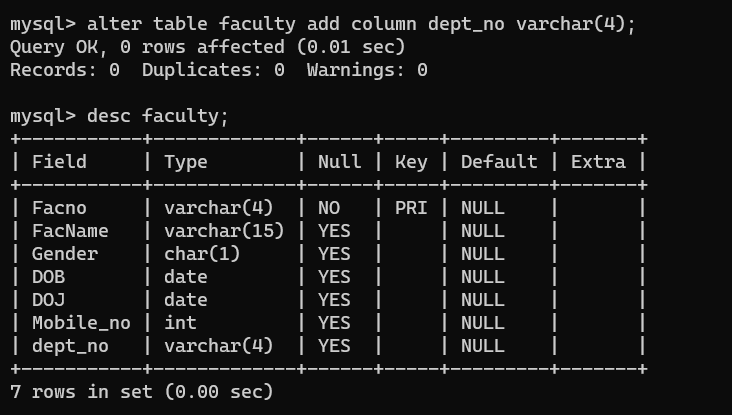 mysql> alter table faculty add column dept_no varchar(4);
Query OK, 0 rows affected (0.01 sec)
Records: 0  Duplicates: 0  Warnings: 0

mysql> desc faculty;
+-----------+-------------+------+-----+---------+-------+
| Field     | Type        | Null | Key | Default | Extra |
+-----------+-------------+------+-----+---------+-------+
| Facno     | varchar(4)  | NO   | PRI | NULL    |       |
| FacName   | varchar(15) | YES  |     | NULL    |       |
| Gender    | char(1)     | YES  |     | NULL    |       |
| DOB       | date        | YES  |     | NULL    |       |
| DOJ       | date        | YES  |     | NULL    |       |
| Mobile_no | int         | YES  |     | NULL    |       |
| dept_no   | varchar(4)  | YES  |     | NULL    |       |
+-----------+-------------+------+-----+---------+-------+
7 rows in set (0.00 sec)